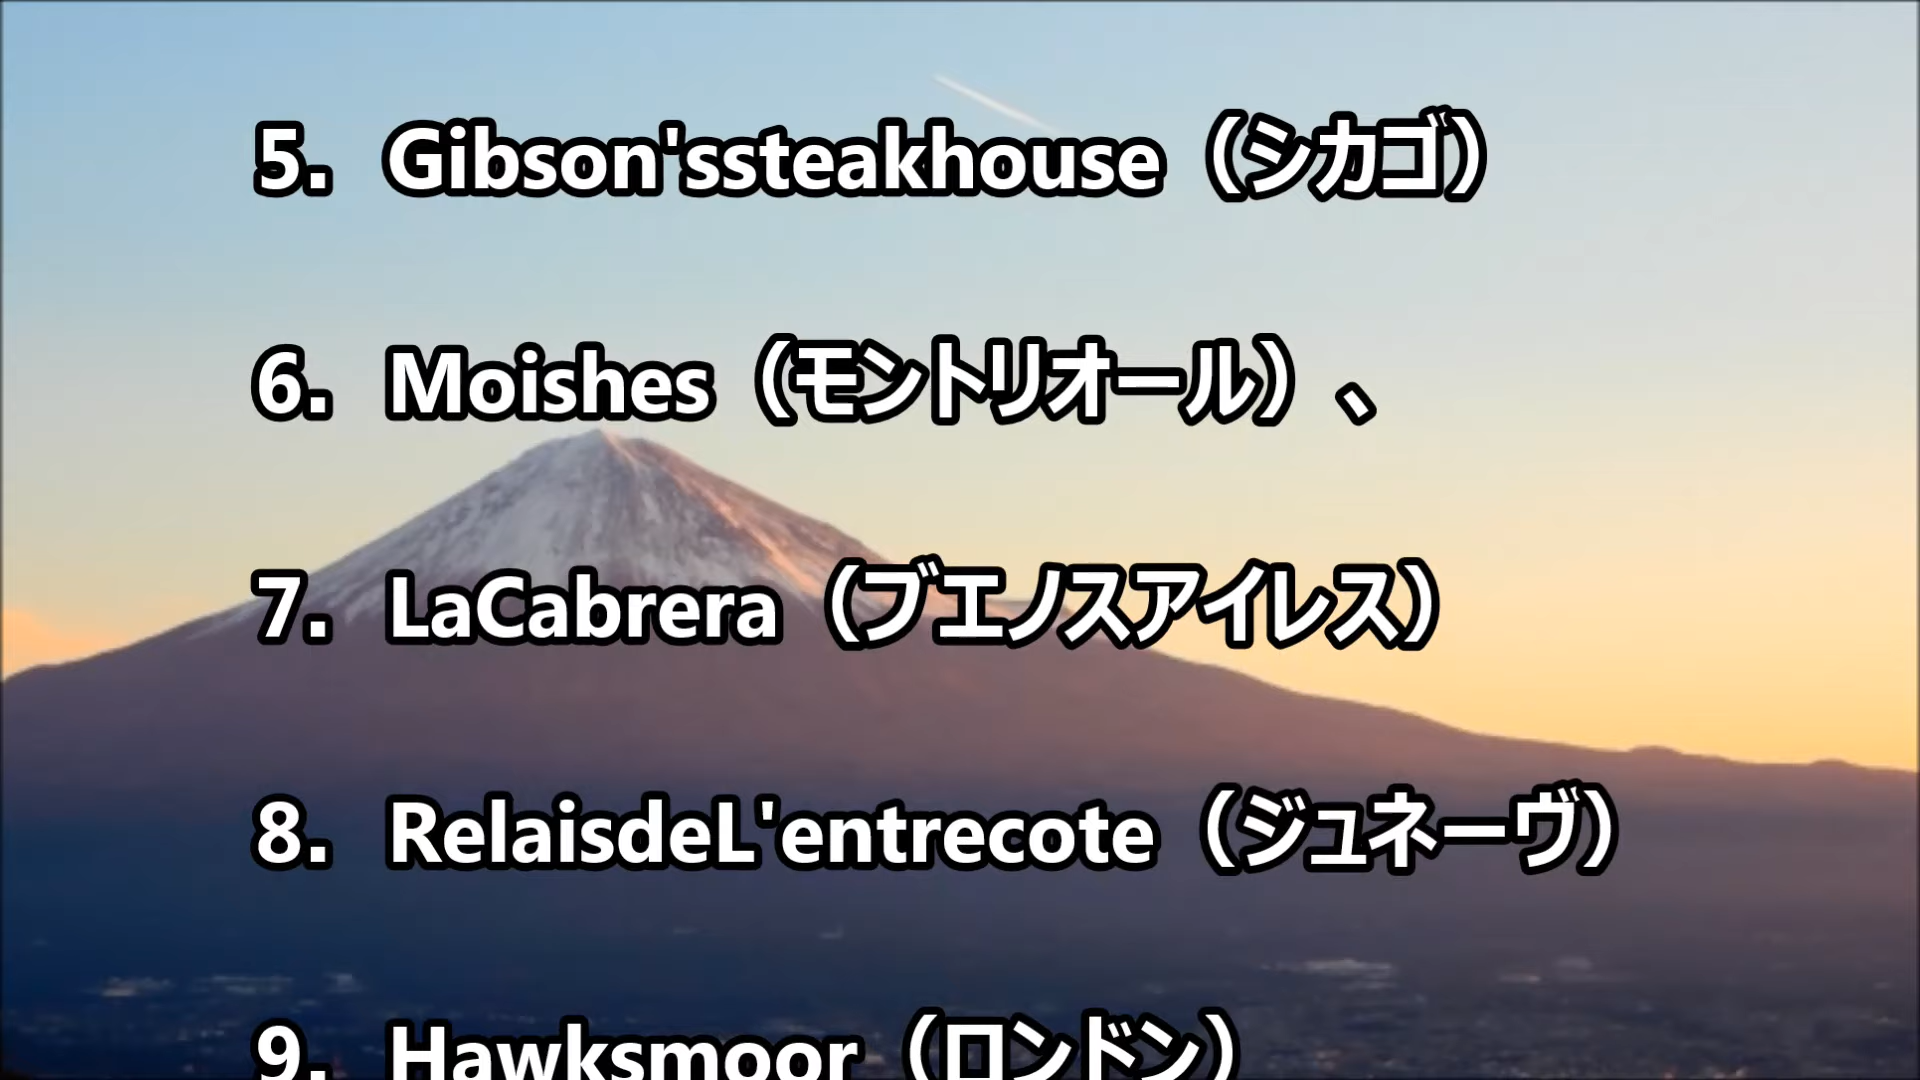 5. Gibson'ssteakhouse（シカゴ）
6. Moishes（モントリオール）、
7. LaCabrera（ブエノスアイレス）
8. RelaisdeL'entrecote（ジュネーヴ）
9. Hawksmoor（ロンドン）